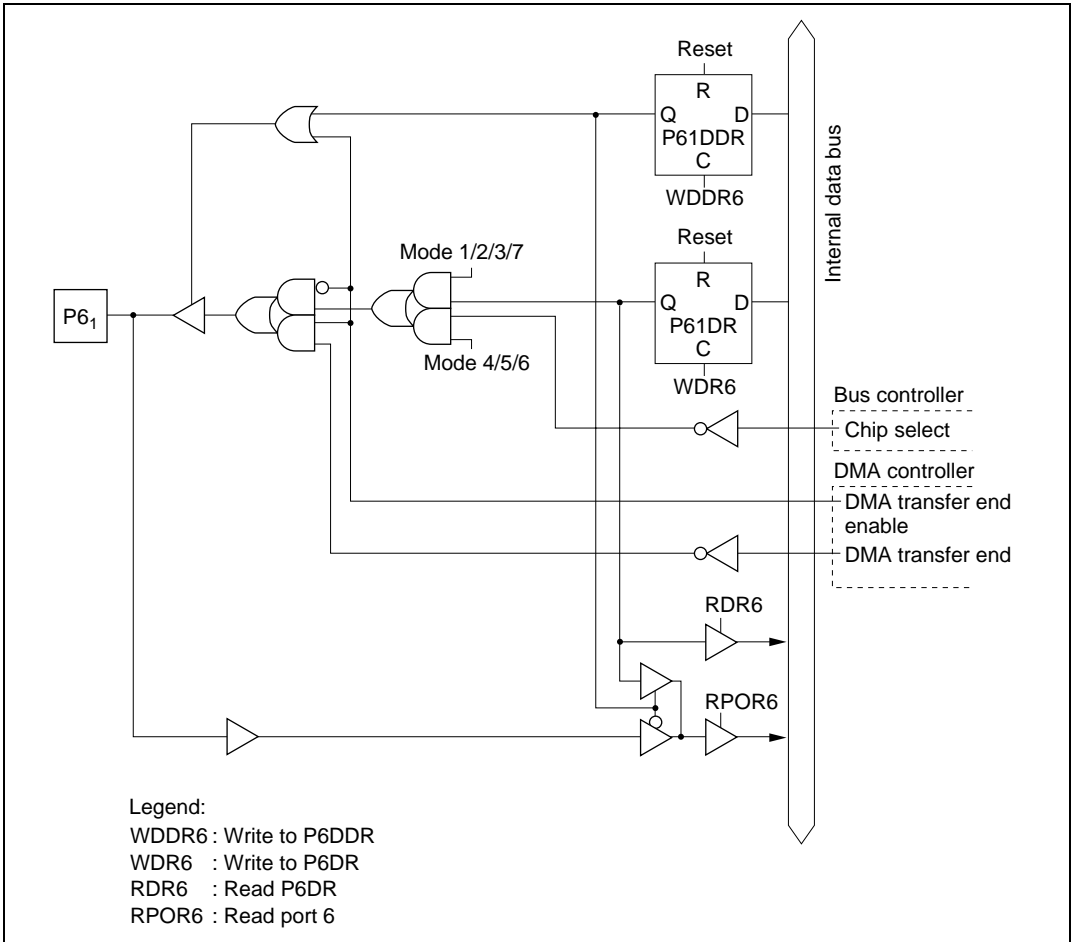 Reset
R
Q D
P61DDR
C
WDDR6
Internal data bus
Reset
Mode 1/2/3/7
R
Q D
P61DR
C
WDR6
P6₁
Mode 4/5/6
Bus controller
Chip select
DMA controller
DMA transfer end
enable
DMA transfer end
RDR6
RPOR6
Legend:
WDDR6 : Write to P6DDR
WDR6 : Write to P6DR
RDR6 : Read P6DR
RPOR6 : Read port 6